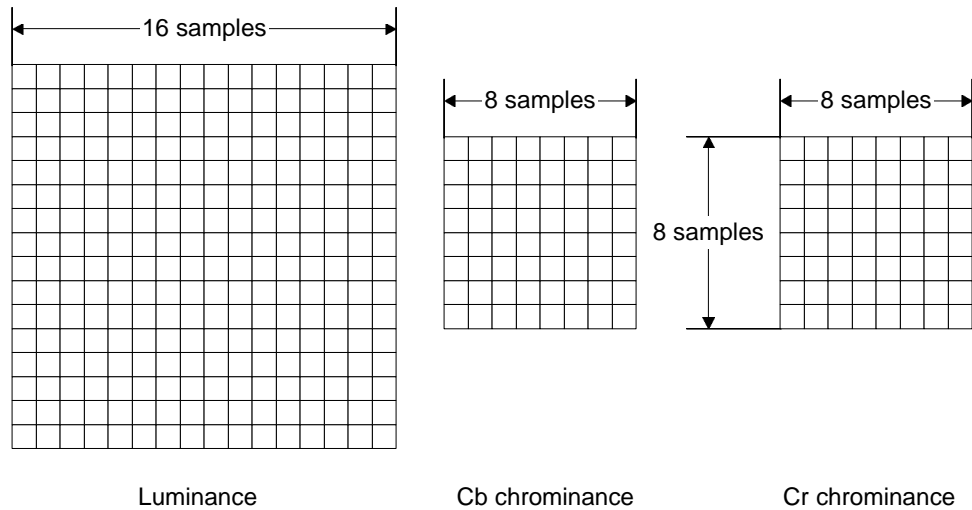 16 samples
8 samples
8 samples
8 samples
Luminance
Cb chrominance
Cr chrominance